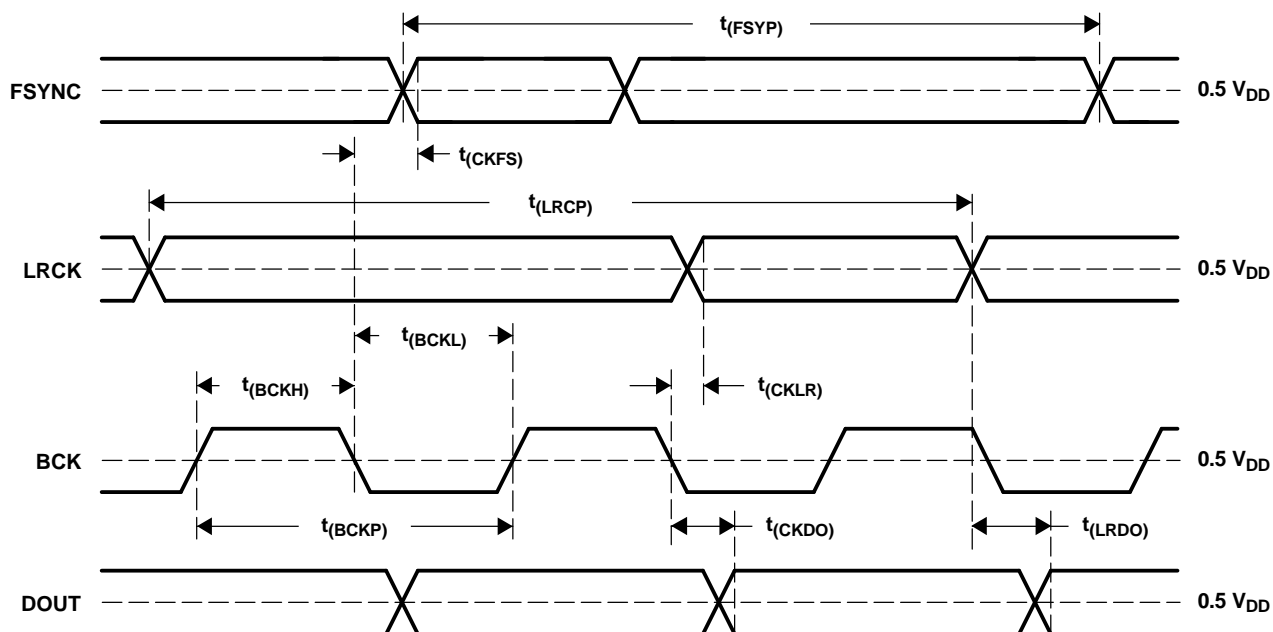 t(FSYP)
FSYNC
0.5 VDD
t(CKFS)
t(LRCP)
LRCK
0.5 VDD
t(BCKL)
t(BCKH)
t(CKLR)
BCK
0.5 VDD
t(BCKP)
t(CKDO)
t(LRDO)
DOUT
0.5 VDD